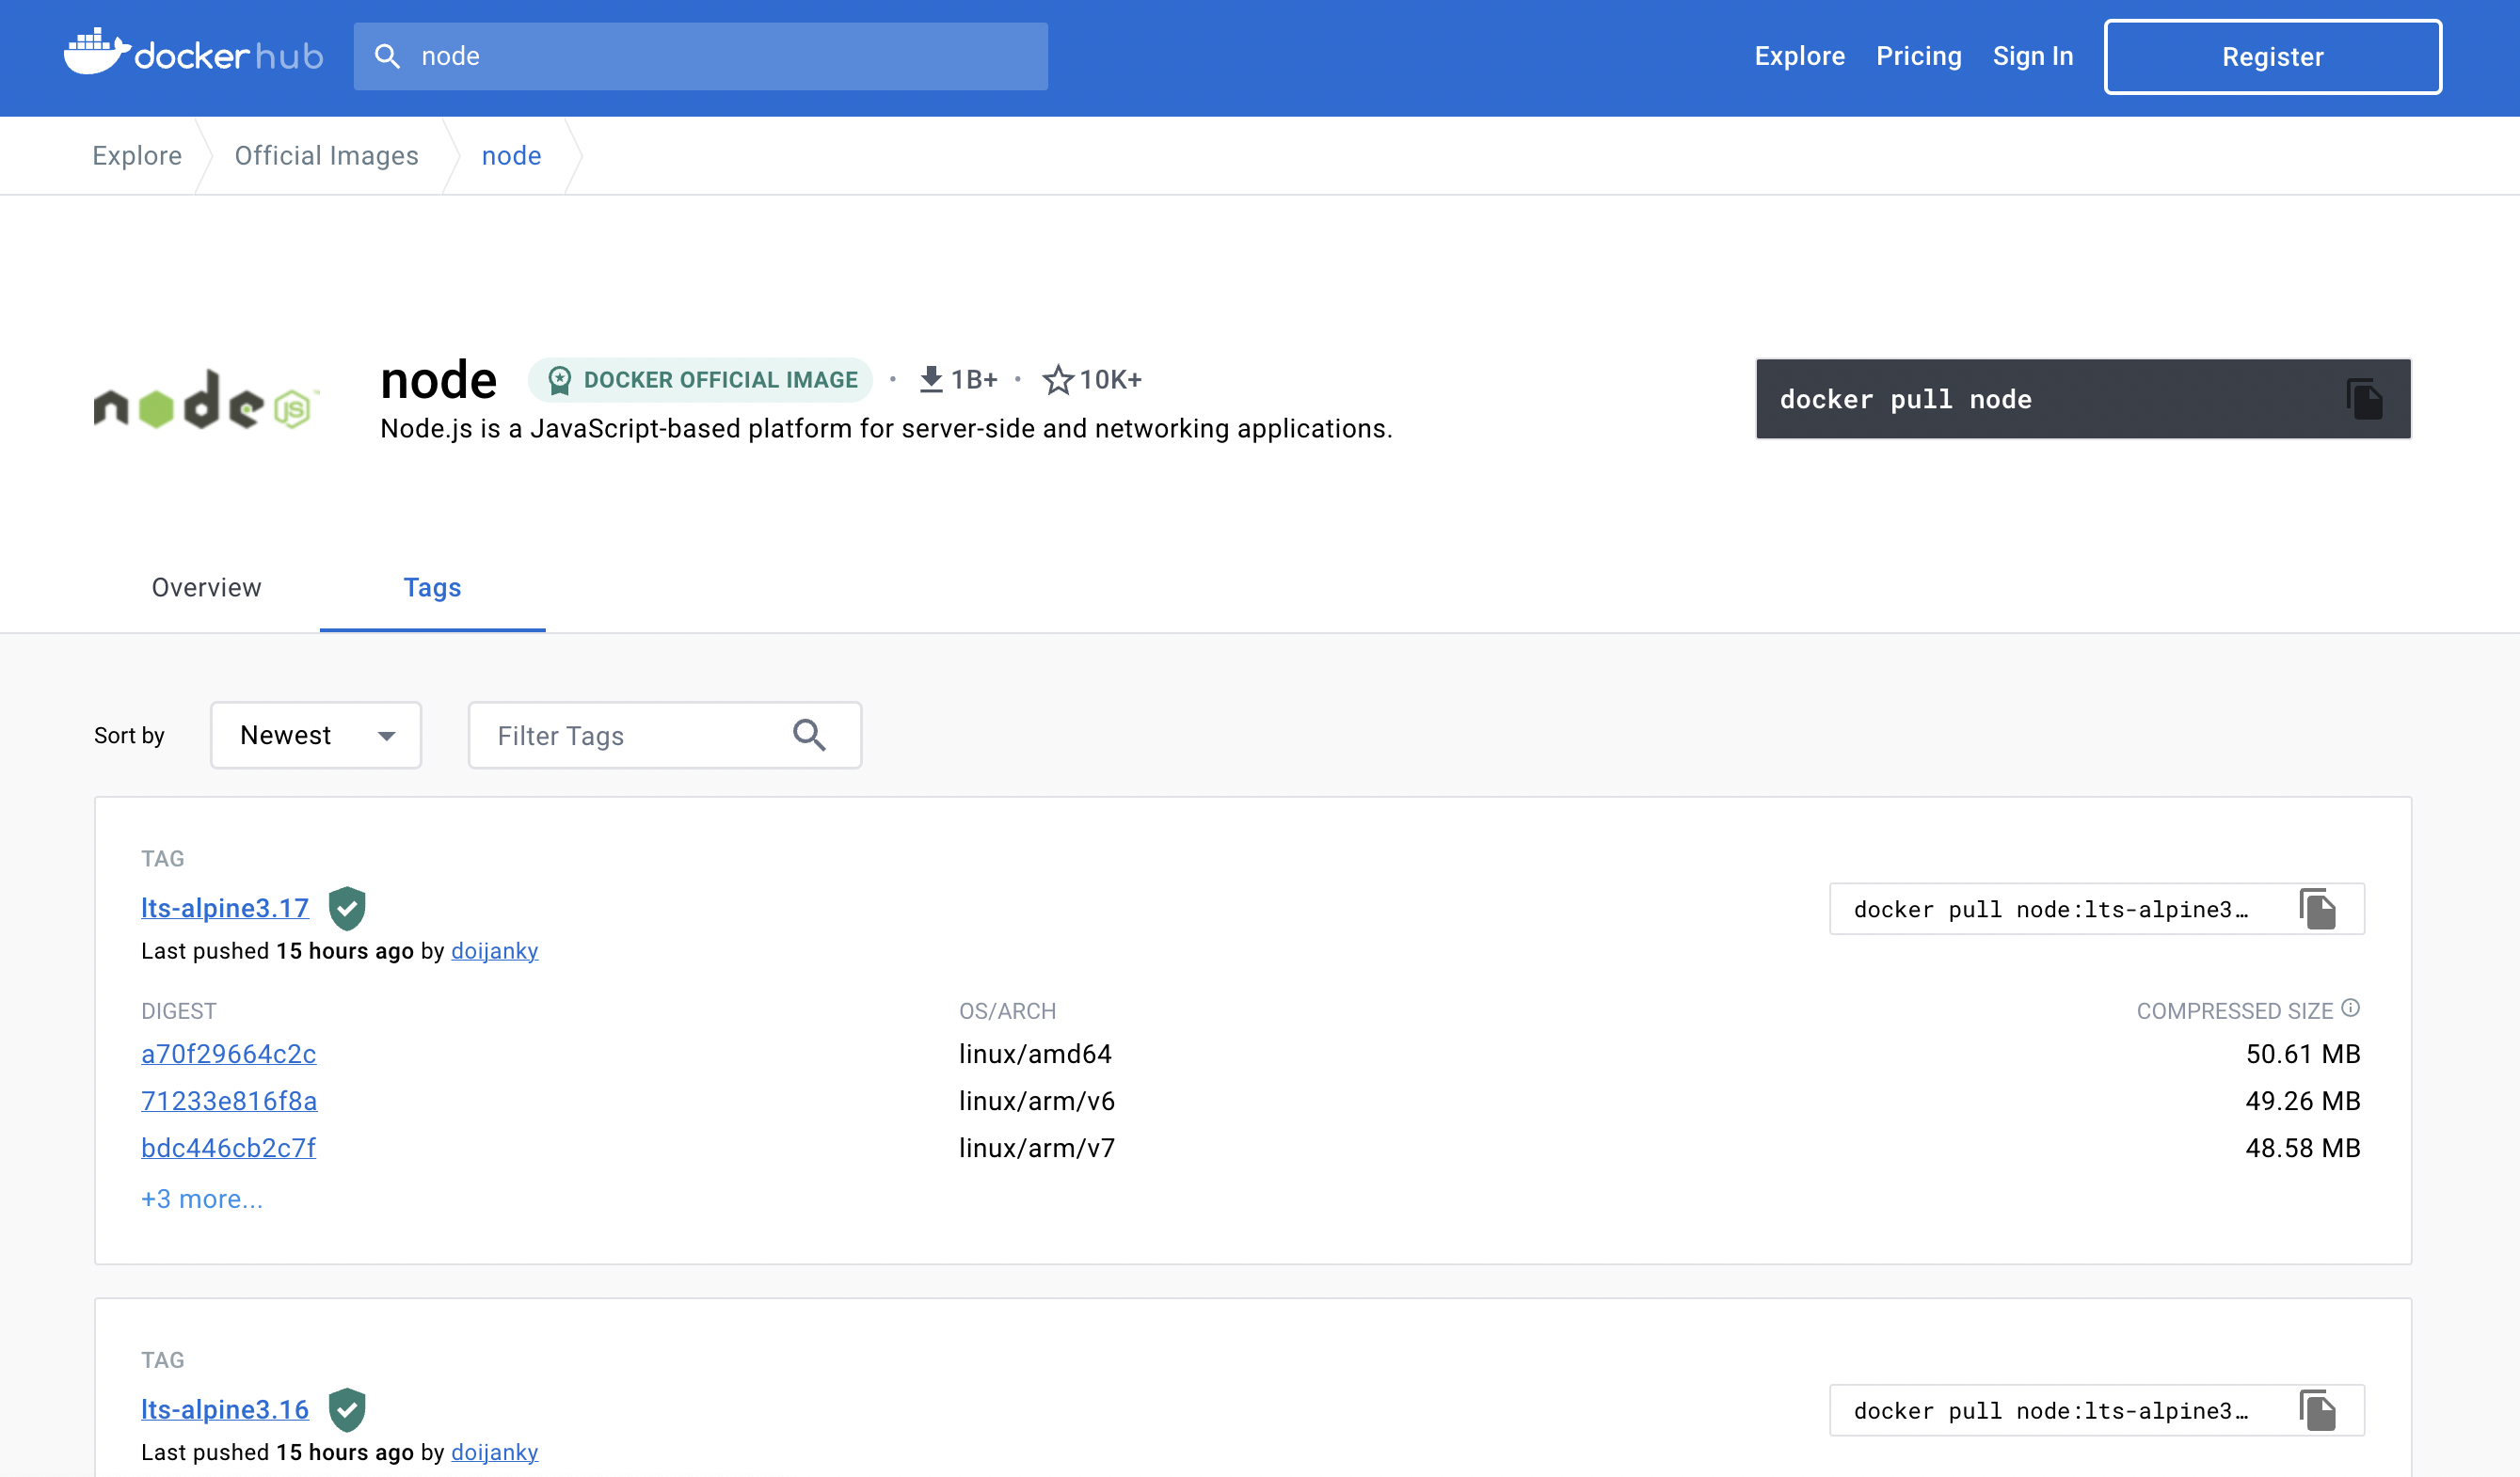 docker hub
node
Explore Pricing Sign In Register
Explore Official Images node
node JS ™
node DOCKER OFFICIAL IMAGE • 1B+ • 10K+
Node.js is a JavaScript-based platform for server-side and networking applications.
docker pull node
Overview Tags
Sort by Newest Filter Tags
TAG
lts-alpine3.17
docker pull node:lts-alpine3…
Last pushed 15 hours ago by doijanky
DIGEST OS/ARCH COMPRESSED SIZE
a70f29664c2c linux/amd64 50.61 MB
71233e816f8a linux/arm/v6 49.26 MB
bdc446cb2c7f linux/arm/v7 48.58 MB
+3 more...
TAG
lts-alpine3.16
docker pull node:lts-alpine3…
Last pushed 15 hours ago by doijanky